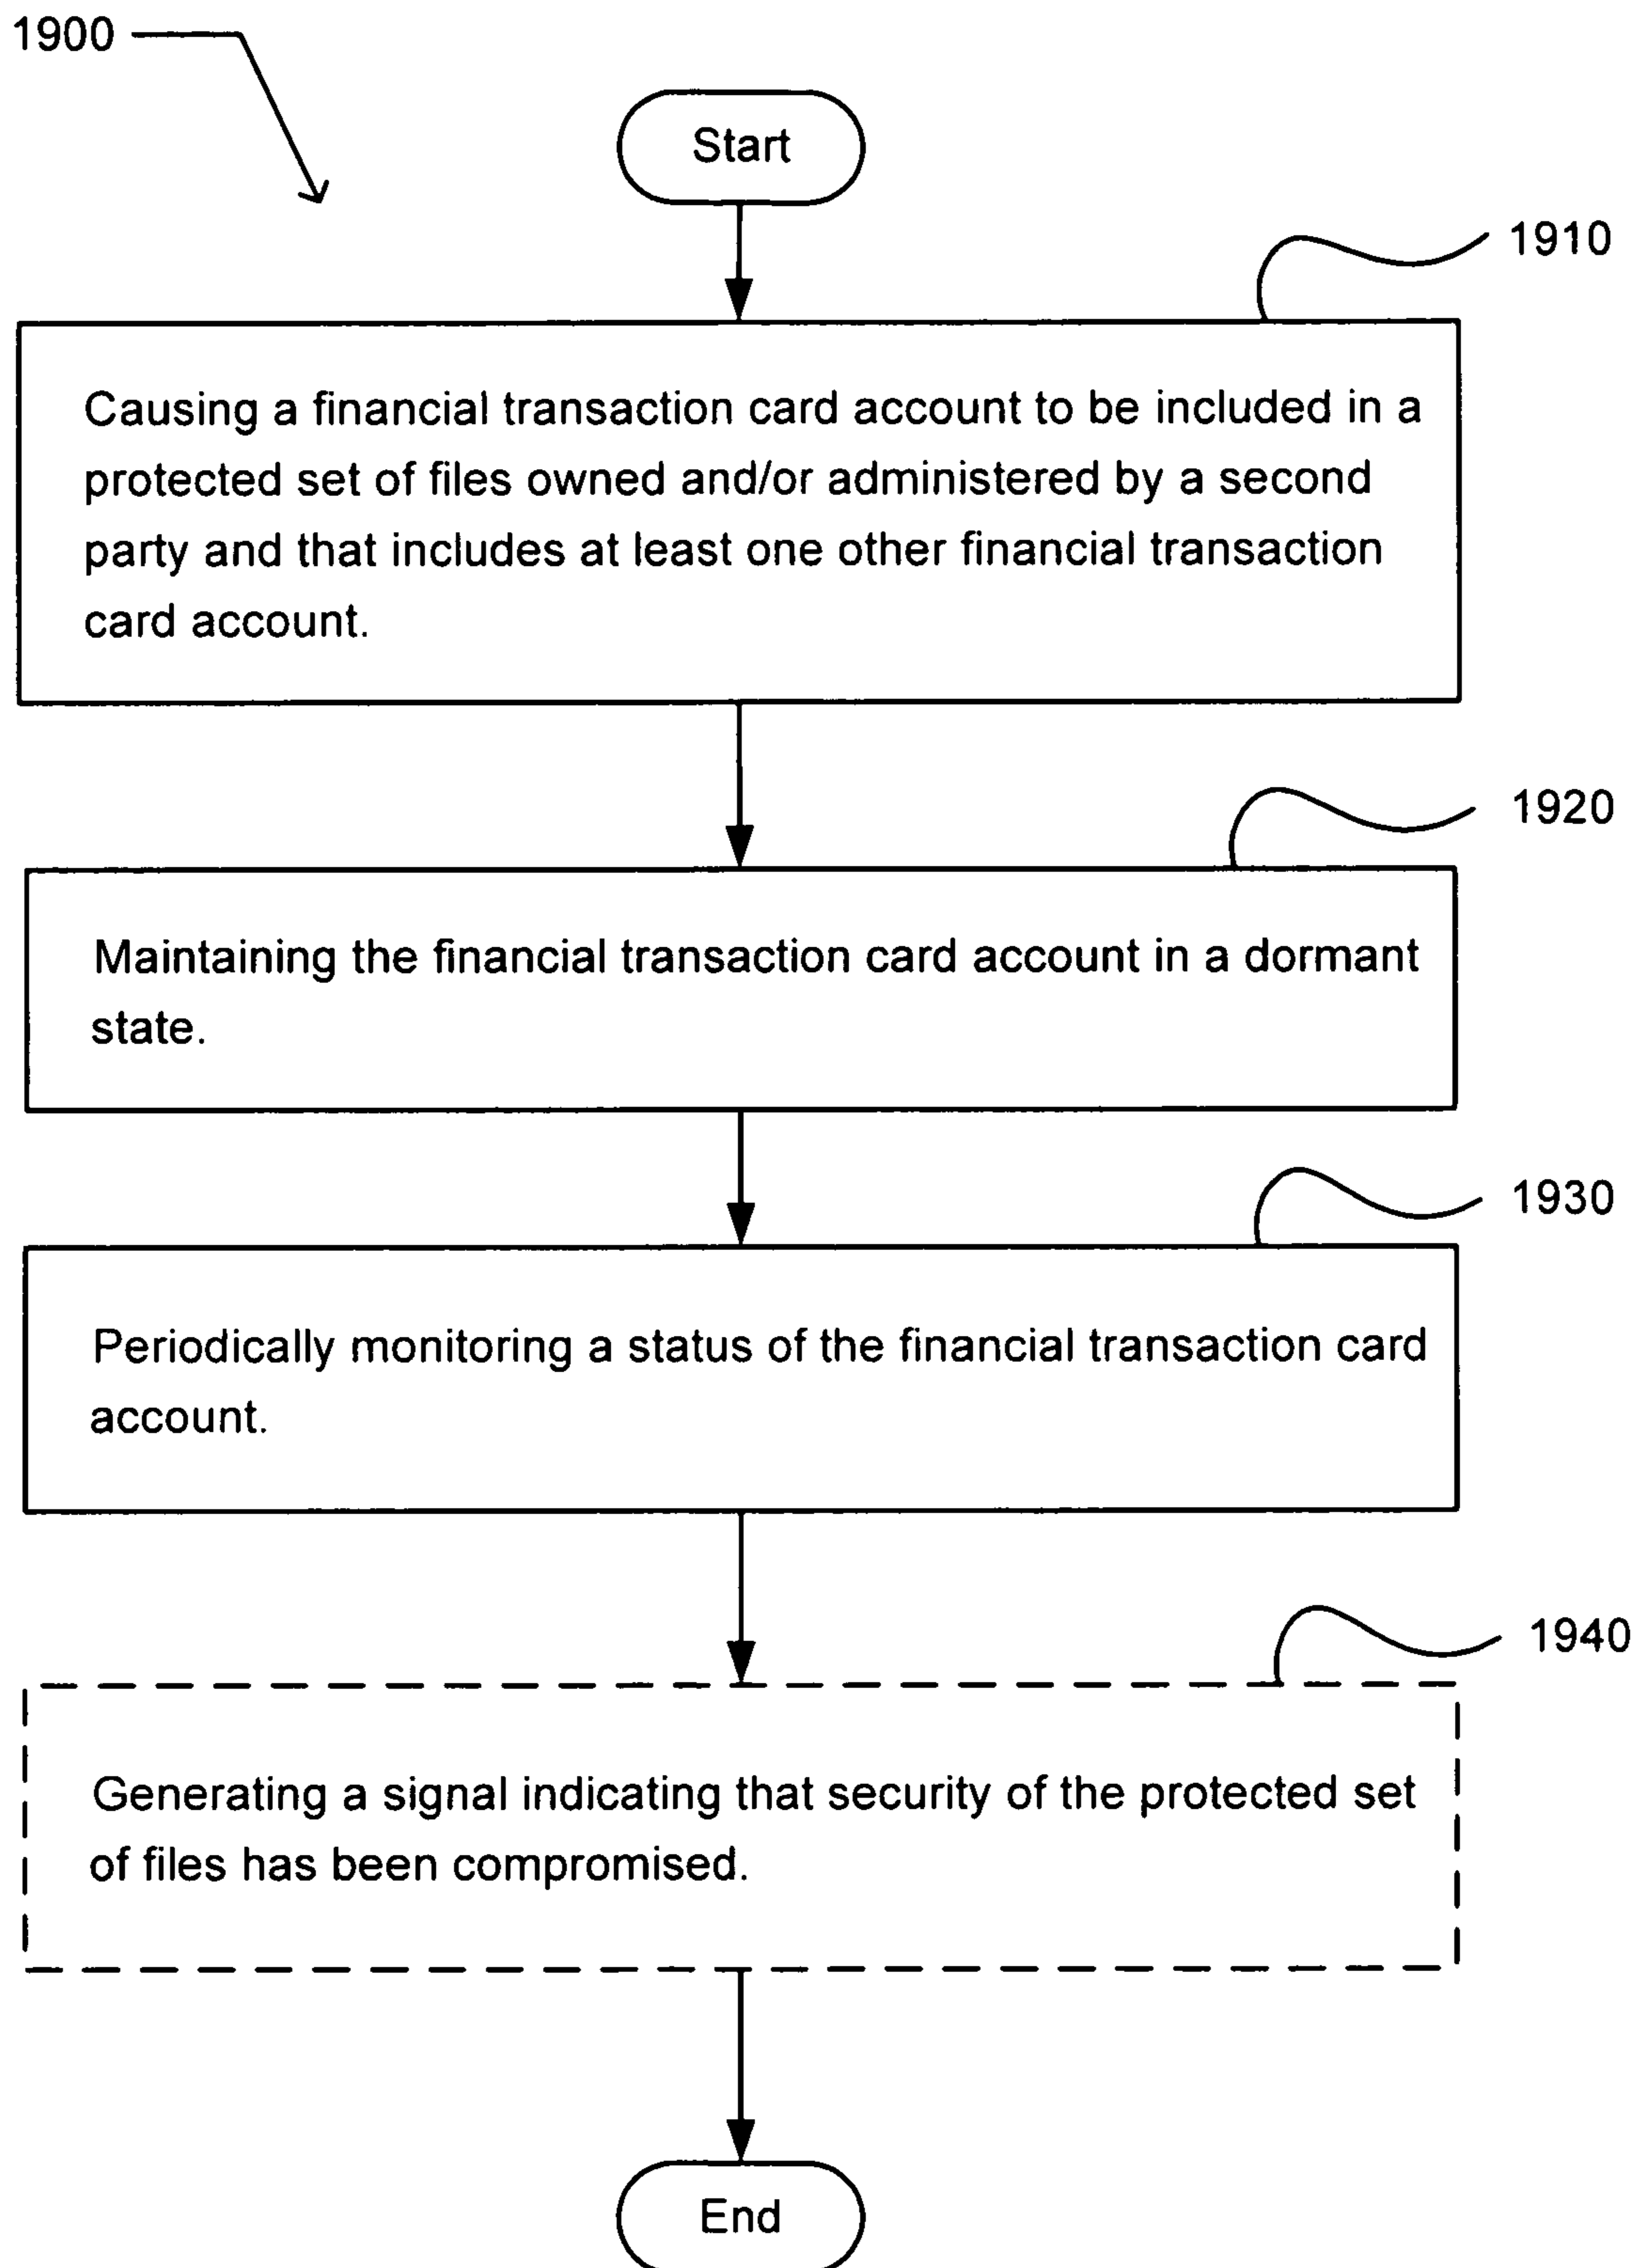 1900
Start
1910
Causing a financial transaction card account to be included in a
protected set of files owned and/or administered by a second
party and that includes at least one other financial transaction
card account.
1920
Maintaining the financial transaction card account in a dormant
state.
1930
Periodically monitoring a status of the financial transaction card
account.
1940
Generating a signal indicating that security of the protected set
of files has been compromised.
End